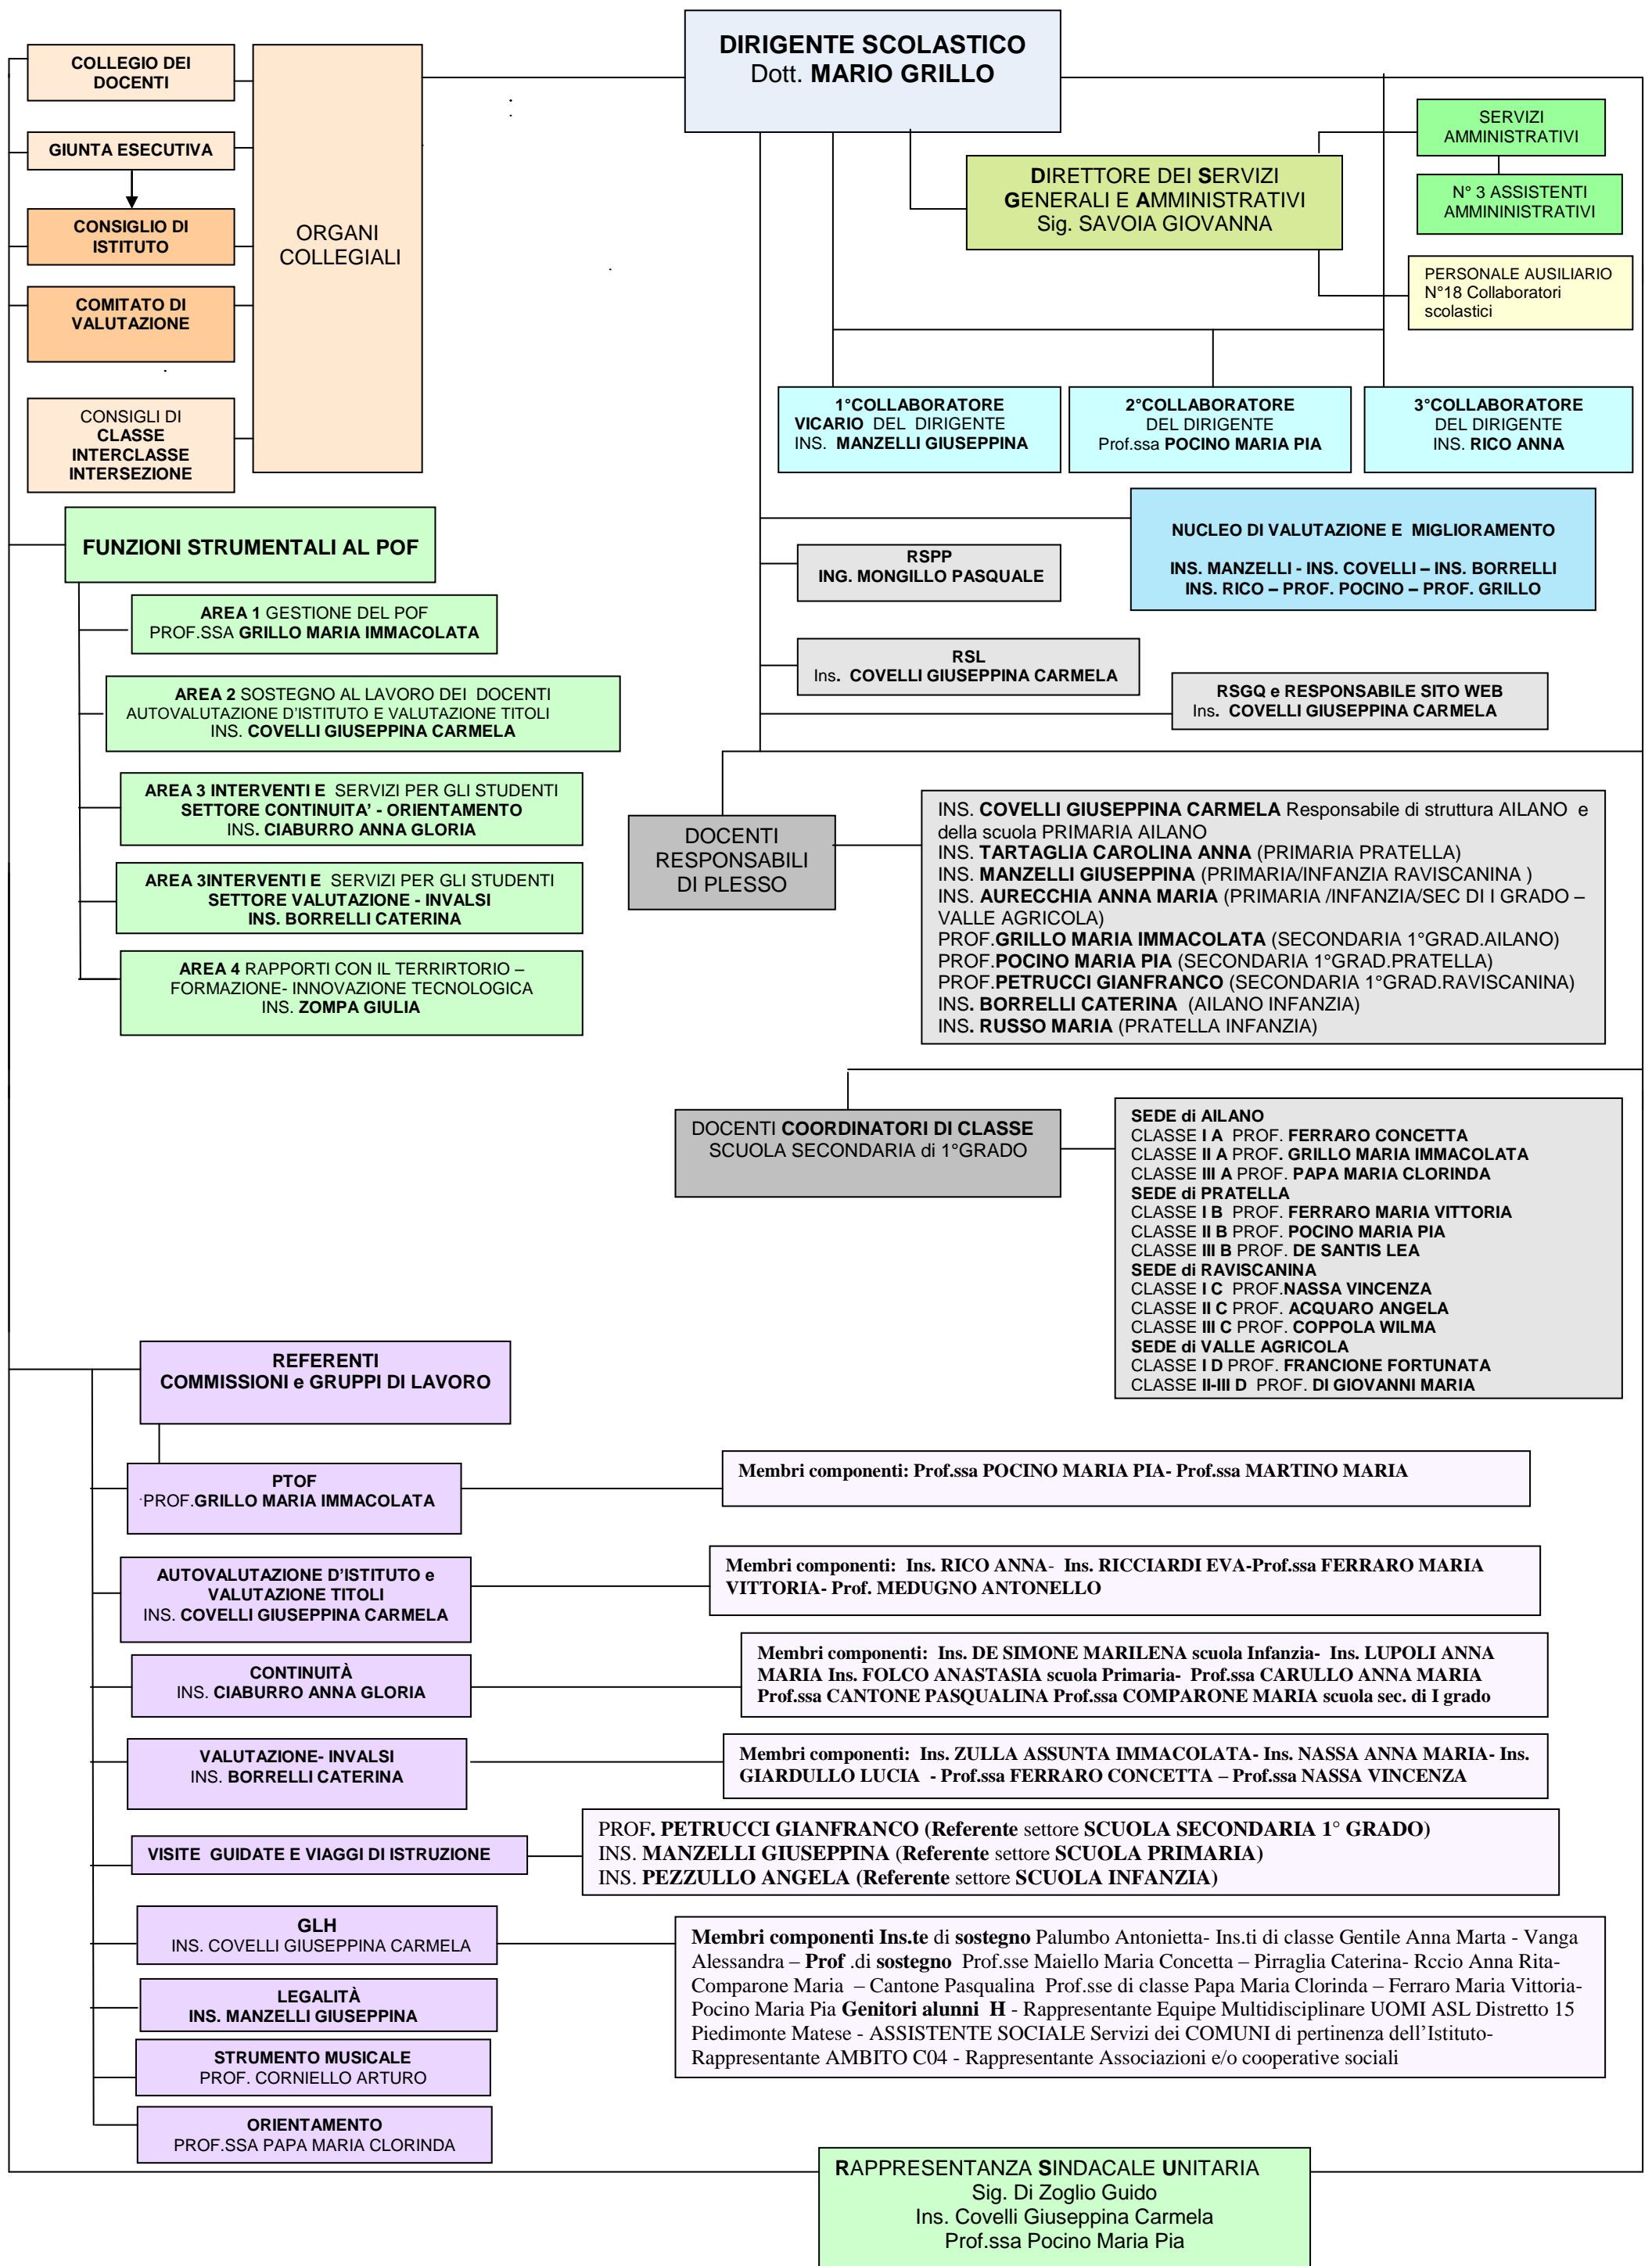 DIRIGENTE SCOLASTICO
Dott. MARIO GRILLO
COLLEGIO DEI
DOCENTI
GIUNTA ESECUTIVA
CONSIGLIO DI
ISTITUTO
COMITATO DI
VALUTAZIONE
CONSIGLI DI
CLASSE
INTERCLASSE
INTERSEZIONE
ORGANI
COLLEGIALI
DIRETTORE DEI SERVIZI
GENERALI E AMMINISTRATIVI
Sig. SAVOIA GIOVANNA
SERVIZI
AMMINISTRATIVI
N° 3 ASSISTENTI
AMMININISTRATIVI
PERSONALE AUSILIARIO
N°18 Collaboratori
scolastici
1°COLLABORATORE
VICARIO DEL DIRIGENTE
INS. MANZELLI GIUSEPPINA
2°COLLABORATORE
DEL DIRIGENTE
Prof.ssa POCINO MARIA PIA
3°COLLABORATORE
DEL DIRIGENTE
INS. RICO ANNA
NUCLEO DI VALUTAZIONE E MIGLIORAMENTO
INS. MANZELLI - INS. COVELLI – INS. BORRELLI
INS. RICO – PROF. POCINO – PROF. GRILLO
RSPP
ING. MONGILLO PASQUALE
RSL
Ins. COVELLI GIUSEPPINA CARMELA
RSGQ e RESPONSABILE SITO WEB
Ins. COVELLI GIUSEPPINA CARMELA
FUNZIONI STRUMENTALI AL POF
AREA 1 GESTIONE DEL POF
PROF.SSA GRILLO MARIA IMMACOLATA
AREA 2 SOSTEGNO AL LAVORO DEI DOCENTI
AUTOVALUTAZIONE D'ISTITUTO E VALUTAZIONE TITOLI
INS. COVELLI GIUSEPPINA CARMELA
AREA 3 INTERVENTI E SERVIZI PER GLI STUDENTI
SETTORE CONTINUITA' - ORIENTAMENTO
INS. CIABURRO ANNA GLORIA
AREA 3INTERVENTI E SERVIZI PER GLI STUDENTI
SETTORE VALUTAZIONE - INVALSI
INS. BORRELLI CATERINA
AREA 4 RAPPORTI CON IL TERRIRTORIO –
FORMAZIONE- INNOVAZIONE TECNOLOGICA
INS. ZOMPA GIULIA
DOCENTI
RESPONSABILI
DI PLESSO
INS. COVELLI GIUSEPPINA CARMELA Responsabile di struttura AILANO e
della scuola PRIMARIA AILANO
INS. TARTAGLIA CAROLINA ANNA (PRIMARIA PRATELLA)
INS. MANZELLI GIUSEPPINA (PRIMARIA/INFANZIA RAVISCANINA )
INS. AURECCHIA ANNA MARIA (PRIMARIA /INFANZIA/SEC DI I GRADO –
VALLE AGRICOLA)
PROF.GRILLO MARIA IMMACOLATA (SECONDARIA 1°GRAD.AILANO)
PROF.POCINO MARIA PIA (SECONDARIA 1°GRAD.PRATELLA)
PROF.PETRUCCI GIANFRANCO (SECONDARIA 1°GRAD.RAVISCANINA)
INS. BORRELLI CATERINA (AILANO INFANZIA)
INS. RUSSO MARIA (PRATELLA INFANZIA)
DOCENTI COORDINATORI DI CLASSE
SCUOLA SECONDARIA di 1°GRADO
SEDE di AILANO
CLASSE I A PROF. FERRARO CONCETTA
CLASSE II A PROF. GRILLO MARIA IMMACOLATA
CLASSE III A PROF. PAPA MARIA CLORINDA
SEDE di PRATELLA
CLASSE I B PROF. FERRARO MARIA VITTORIA
CLASSE II B PROF. POCINO MARIA PIA
CLASSE III B PROF. DE SANTIS LEA
SEDE di RAVISCANINA
CLASSE I C PROF.NASSA VINCENZA
CLASSE II C PROF. ACQUARO ANGELA
CLASSE III C PROF. COPPOLA WILMA
SEDE di VALLE AGRICOLA
CLASSE I D PROF. FRANCIONE FORTUNATA
CLASSE II-III D PROF. DI GIOVANNI MARIA
REFERENTI
COMMISSIONI e GRUPPI DI LAVORO
PTOF
PROF.GRILLO MARIA IMMACOLATA
Membri componenti: Prof.ssa POCINO MARIA PIA- Prof.ssa MARTINO MARIA
AUTOVALUTAZIONE D'ISTITUTO e
VALUTAZIONE TITOLI
INS. COVELLI GIUSEPPINA CARMELA
Membri componenti: Ins. RICO ANNA- Ins. RICCIARDI EVA-Prof.ssa FERRARO MARIA
VITTORIA- Prof. MEDUGNO ANTONELLO
CONTINUITÀ
INS. CIABURRO ANNA GLORIA
Membri componenti: Ins. DE SIMONE MARILENA scuola Infanzia- Ins. LUPOLI ANNA
MARIA Ins. FOLCO ANASTASIA scuola Primaria- Prof.ssa CARULLO ANNA MARIA
Prof.ssa CANTONE PASQUALINA Prof.ssa COMPARONE MARIA scuola sec. di I grado
VALUTAZIONE- INVALSI
INS. BORRELLI CATERINA
Membri componenti: Ins. ZULLA ASSUNTA IMMACOLATA- Ins. NASSA ANNA MARIA- Ins.
GIARDULLO LUCIA - Prof.ssa FERRARO CONCETTA – Prof.ssa NASSA VINCENZA
VISITE GUIDATE E VIAGGI DI ISTRUZIONE
PROF. PETRUCCI GIANFRANCO (Referente settore SCUOLA SECONDARIA 1° GRADO)
INS. MANZELLI GIUSEPPINA (Referente settore SCUOLA PRIMARIA)
INS. PEZZULLO ANGELA (Referente settore SCUOLA INFANZIA)
GLH
INS. COVELLI GIUSEPPINA CARMELA
Membri componenti Ins.te di sostegno Palumbo Antonietta- Ins.ti di classe Gentile Anna Marta - Vanga
Alessandra – Prof .di sostegno Prof.sse Maiello Maria Concetta – Pirraglia Caterina- Rccio Anna Rita-
Comparone Maria – Cantone Pasqualina Prof.sse di classe Papa Maria Clorinda – Ferraro Maria Vittoria-
Pocino Maria Pia Genitori alunni H - Rappresentante Equipe Multidisciplinare UOMI ASL Distretto 15
Piedimonte Matese - ASSISTENTE SOCIALE Servizi dei COMUNI di pertinenza dell'Istituto-
Rappresentante AMBITO C04 - Rappresentante Associazioni e/o cooperative sociali
LEGALITÀ
INS. MANZELLI GIUSEPPINA
STRUMENTO MUSICALE
PROF. CORNIELLO ARTURO
ORIENTAMENTO
PROF.SSA PAPA MARIA CLORINDA
RAPPRESENTANZA SINDACALE UNITARIA
Sig. Di Zoglio Guido
Ins. Covelli Giuseppina Carmela
Prof.ssa Pocino Maria Pia